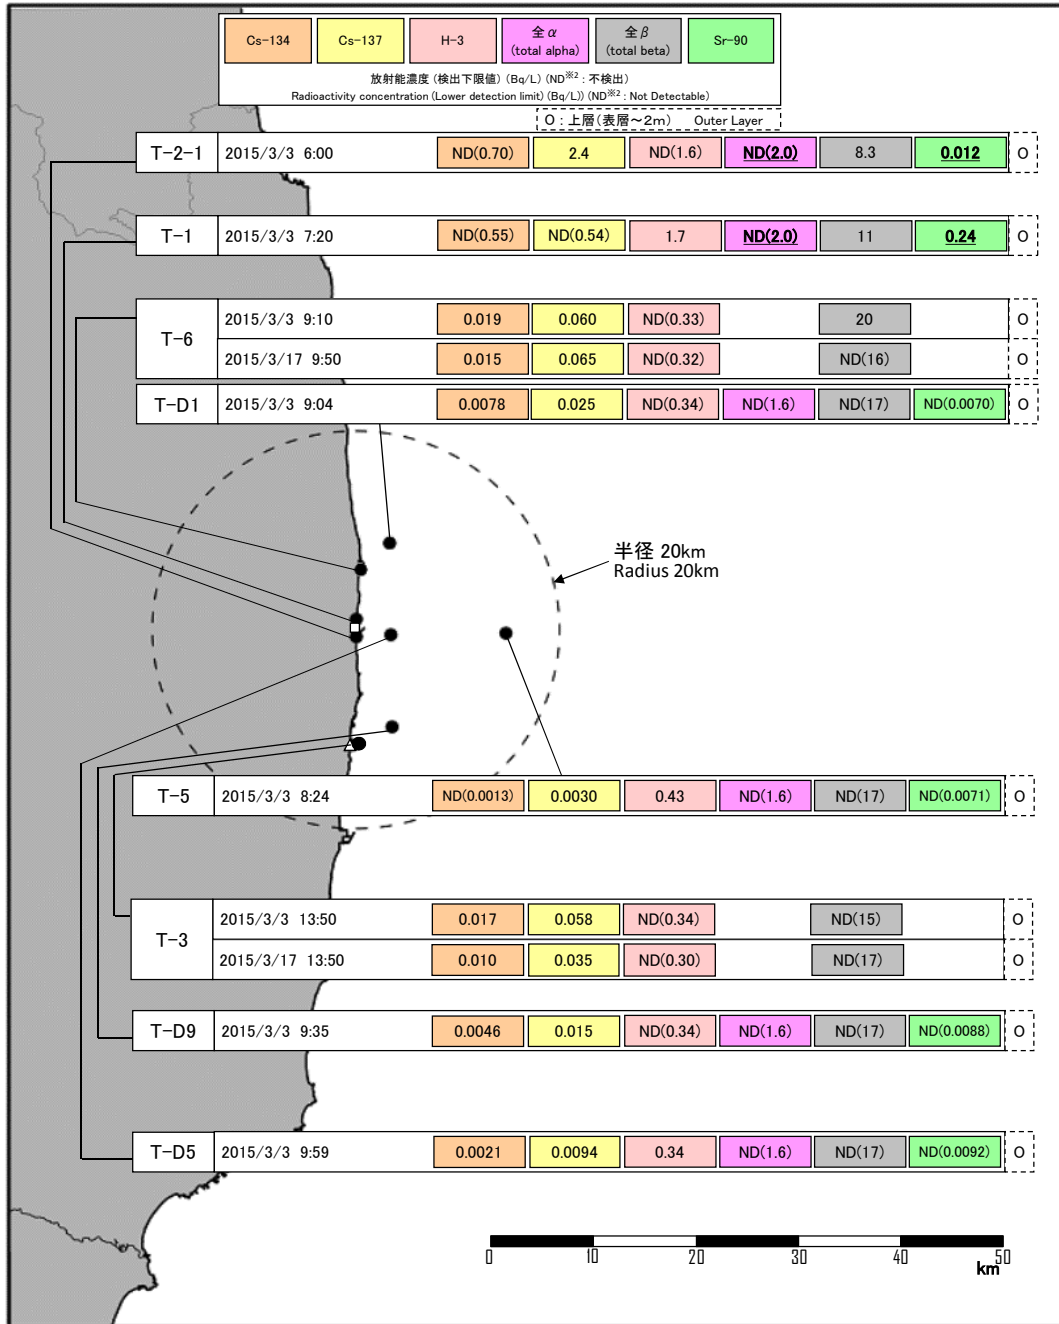 Cs-134 Cs-137 H-3 全α (total alpha) 全β (total beta) Sr-90
放射能濃度 (検出下限値) (Bq/L) (ND※2 : 不検出)
Radioactivity concentration (Lower detection limit) (Bq/L)) (ND※2 : Not Detectable)
O : 上層(表層～2m) Outer Layer
T-2-1 2015/3/3 6:00 ND(0.70) 2.4 ND(1.6) ND(2.0) 8.3 0.012 O
T-1 2015/3/3 7:20 ND(0.55) ND(0.54) 1.7 ND(2.0) 11 0.24 O
T-6 2015/3/3 9:10 0.019 0.060 ND(0.33) 20 O
2015/3/17 9:50 0.015 0.065 ND(0.32) ND(16) O
T-D1 2015/3/3 9:04 0.0078 0.025 ND(0.34) ND(1.6) ND(17) ND(0.0070) O
半径 20km
Radius 20km
T-5 2015/3/3 8:24 ND(0.0013) 0.0030 0.43 ND(1.6) ND(17) ND(0.0071) O
T-3 2015/3/3 13:50 0.017 0.058 ND(0.34) ND(15) O
2015/3/17 13:50 0.010 0.035 ND(0.30) ND(17) O
T-D9 2015/3/3 9:35 0.0046 0.015 ND(0.34) ND(1.6) ND(17) ND(0.0088) O
T-D5 2015/3/3 9:59 0.0021 0.0094 0.34 ND(1.6) ND(17) ND(0.0092) O
0 10 20 30 40 50
km